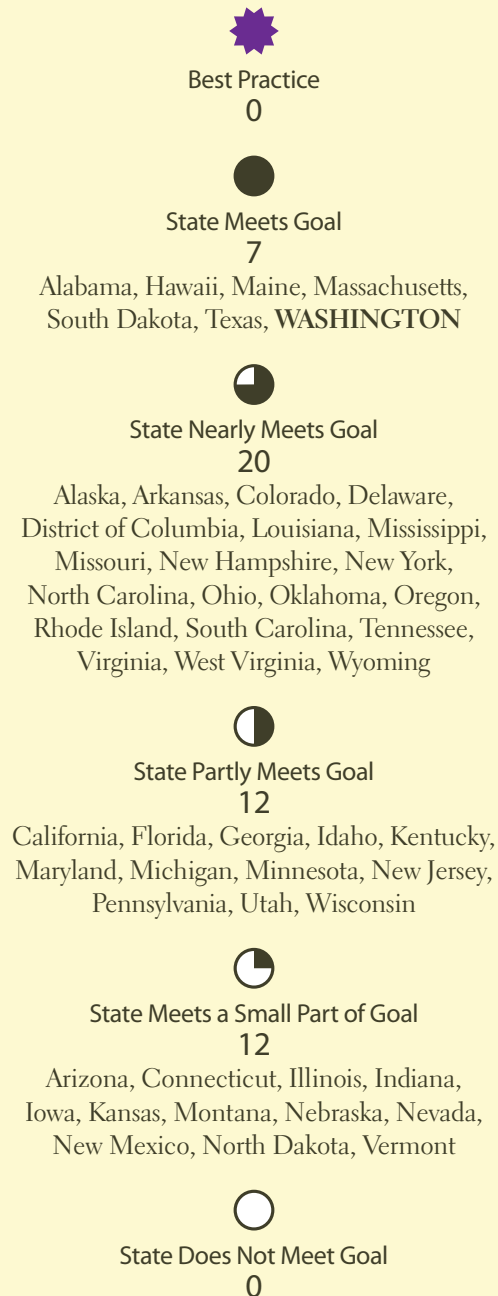 Best Practice
0
State Meets Goal
7
Alabama, Hawaii, Maine, Massachusetts,
South Dakota, Texas, WASHINGTON
State Nearly Meets Goal
20
Alaska, Arkansas, Colorado, Delaware,
District of Columbia, Louisiana, Mississippi,
Missouri, New Hampshire, New York,
North Carolina, Ohio, Oklahoma, Oregon,
Rhode Island, South Carolina, Tennessee,
Virginia, West Virginia, Wyoming
State Partly Meets Goal
12
California, Florida, Georgia, Idaho, Kentucky,
Maryland, Michigan, Minnesota, New Jersey,
Pennsylvania, Utah, Wisconsin
State Meets a Small Part of Goal
12
Arizona, Connecticut, Illinois, Indiana,
Iowa, Kansas, Montana, Nebraska, Nevada,
New Mexico, North Dakota, Vermont
State Does Not Meet Goal
0